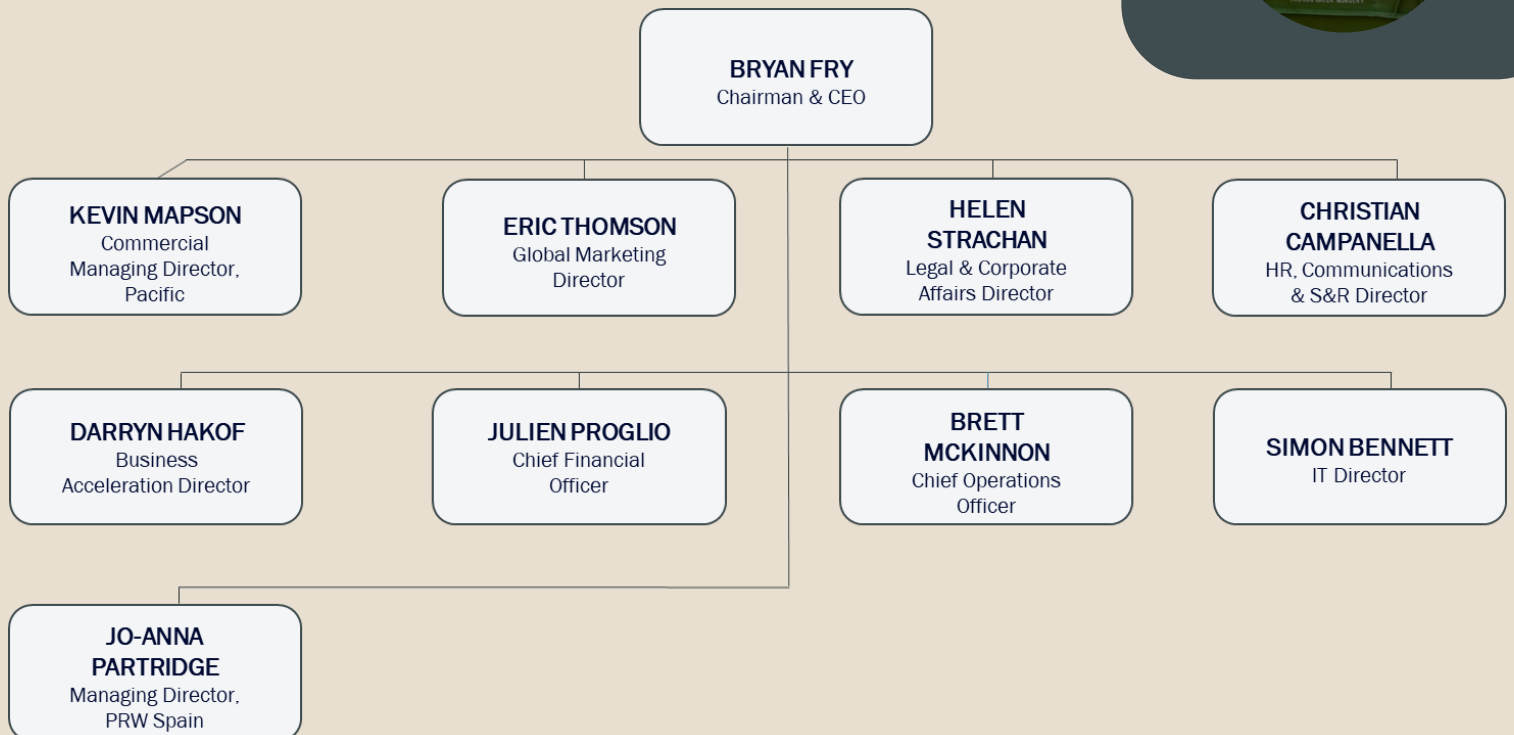 BRYAN FRY
Chairman & CEO
KEVIN MAPSON
Commercial
Managing Director,
Pacific
ERIC THOMSON
Global Marketing
Director
HELEN
STRACHAN
Legal & Corporate
Affairs Director
CHRISTIAN
CAMPANELLA
HR, Communications
& S&R Director
DARRYN HAKOF
Business
Acceleration Director
JULIEN PROGLIO
Chief Financial
Officer
BRETT
MCKINNON
Chief Operations
Officer
SIMON BENNETT
IT Director
JO-ANNA
PARTRIDGE
Managing Director,
PRW Spain